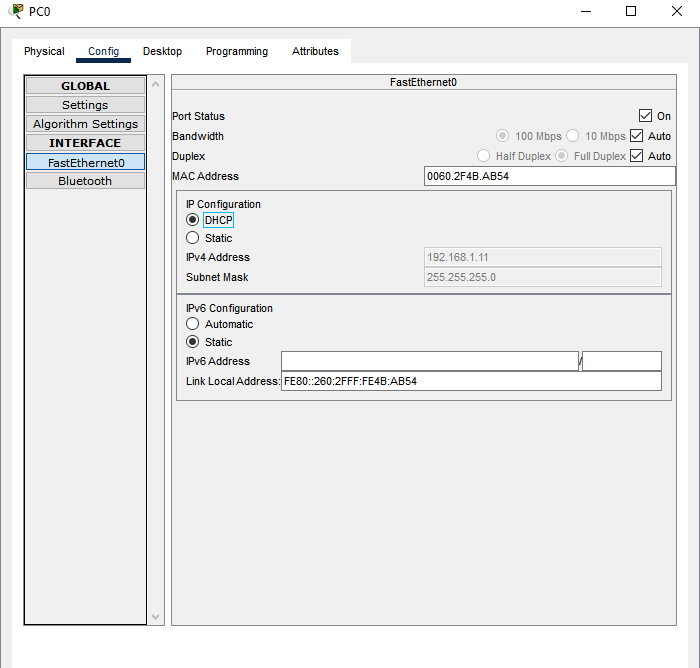 PC0
Physical Config Desktop Programming Attributes
GLOBAL
Settings
Algorithm Settings
INTERFACE
FastEthernet0
Bluetooth
FastEthernet0
Port Status On
Bandwidth 100 Mbps 10 Mbps Auto
Duplex Half Duplex Full Duplex Auto
MAC Address 0060.2F4B.AB54
IP Configuration
DHCP
Static
IPv4 Address 192.168.1.11
Subnet Mask 255.255.255.0
IPv6 Configuration
Automatic
Static
IPv6 Address /
Link Local Address: FE80::260:2FFF:FE4B:AB54